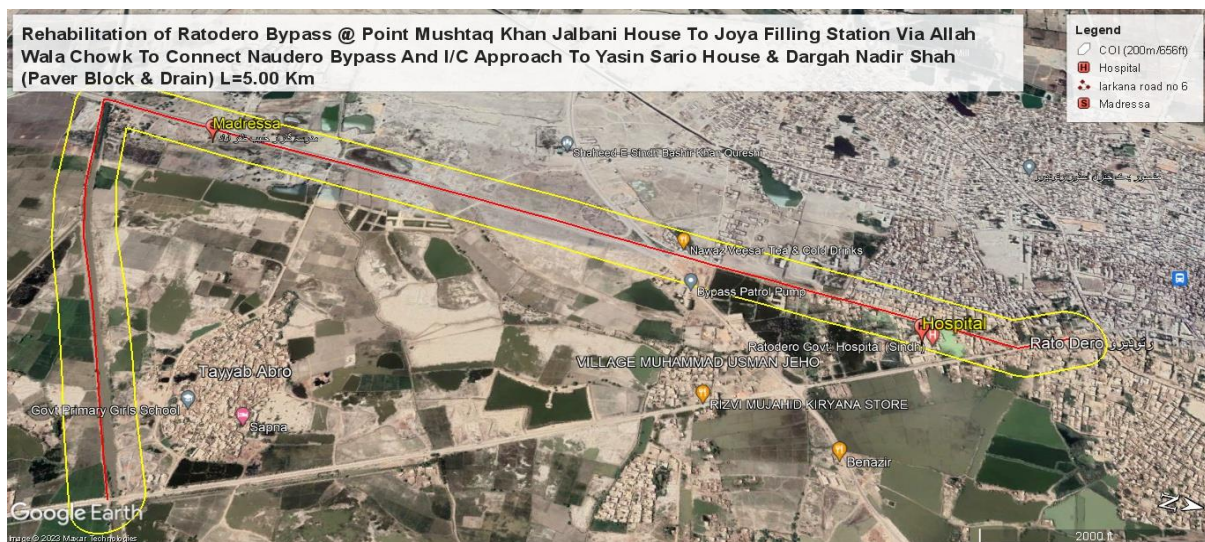 Rehabilitation of Ratodero Bypass @ Point Mushtaq Khan Jalbani House To Joya Filling Station Via Allah
Wala Chowk To Connect Naudero Bypass And I/C Approach To Yasin Sario House & Dargah Nadir Shah
(Paver Block & Drain) L=5.00 Km
Legend
COI (200m/656ft)
Hospital
larkana road no 6
Madressa
Madressa
Shaheed-E-Sindh Bashir Khan Qureshi
Nawaz Veesar Tea & Cold Drinks
Bypass Patrol Pump
Hospital
Ratodero Govt. Hospital (Sindh)
Rato Dero رتوديرو
VILLAGE MUHAMMAD USMAN JEHO
Tayyab Abro
Govt Primary Girls School
RIZVI MUJAHID KIRYANA STORE
Sapna
Benazir
N
Google Earth
2000 ft
Image © 2023 Maxar Technologies